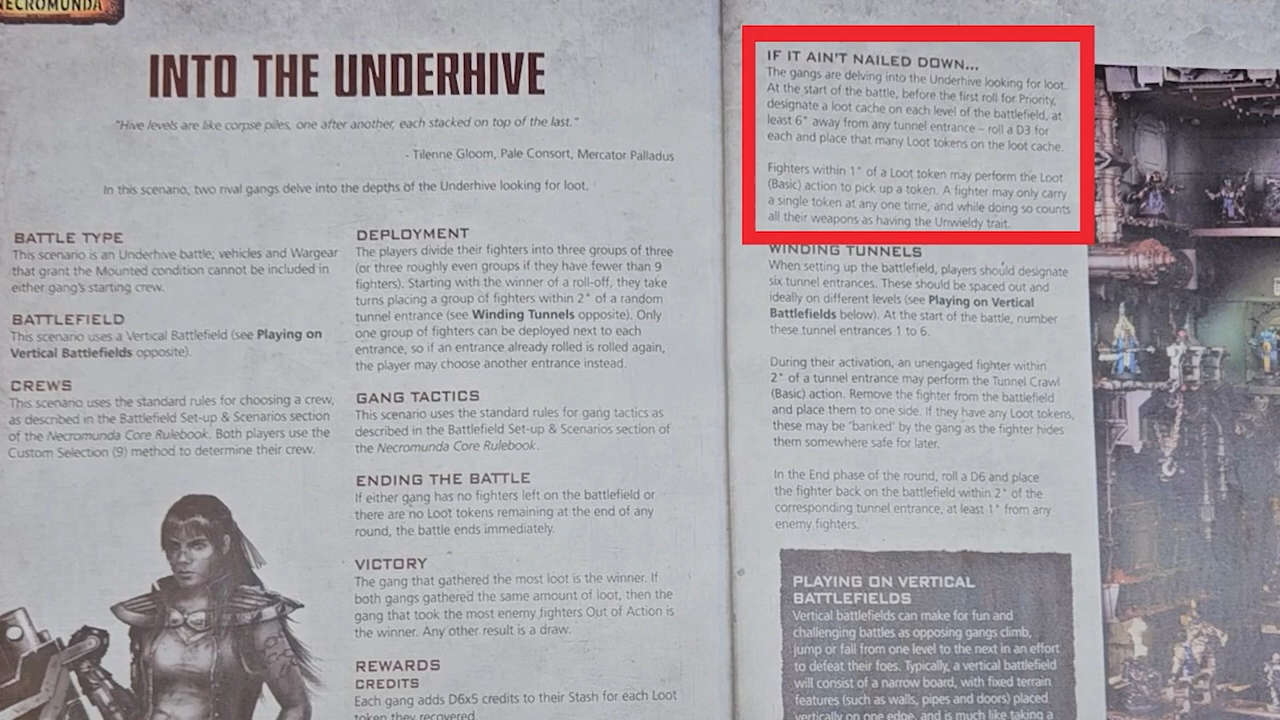 NECROMUNDA
INTO THE UNDERHIVE
"Hive levels are like corpse piles, one after another, each stacked on top of the last."
- Tilenne Gloom, Pale Consort, Mercator Palladus
In this scenario, two rival gangs delve into the depths of the Underhive looking for loot.
BATTLE TYPE
This scenario is an Underhive battle; vehicles and Wargear
that grant the Mounted condition cannot be included in
either gang's starting crew.
BATTLEFIELD
This scenario uses a Vertical Battlefield (see Playing on
Vertical Battlefields opposite).
CREWS
This scenario uses the standard rules for choosing a crew,
as described in the Battlefield Set-up & Scenarios section
of the Necromunda Core Rulebook. Both players use the
Custom Selection (9) method to determine their crew.
DEPLOYMENT
The players divide their fighters into three groups of three
(or three roughly even groups if they have fewer than 9
fighters). Starting with the winner of a roll-off, they take
turns placing a group of fighters within 2" of a random
tunnel entrance (see Winding Tunnels opposite). Only
one group of fighters can be deployed next to each
entrance, so if an entrance already rolled is rolled again,
the player may choose another entrance instead.
GANG TACTICS
This scenario uses the standard rules for gang tactics as
described in the Battlefield Set-up & Scenarios section of
the Necromunda Core Rulebook.
ENDING THE BATTLE
If either gang has no fighters left on the battlefield or
there are no Loot tokens remaining at the end of any
round, the battle ends immediately.
VICTORY
The gang that gathered the most loot is the winner. If
both gangs gathered the same amount of loot, then the
gang that took the most enemy fighters Out of Action is
the winner. Any other result is a draw.
REWARDS
CREDITS
Each gang adds D6x5 credits to their Stash for each Loot
token they recovered
IF IT AIN'T NAILED DOWN...
The gangs are delving into the Underhive looking for loot.
At the start of the battle, before the first roll for Priority,
designate a loot cache on each level of the battlefield, at
least 6" away from any tunnel entrance – roll a D3 for
each and place that many Loot tokens on the loot cache.
Fighters within 1" of a Loot token may perform the Loot
(Basic) action to pick up a token. A fighter may only carry
a single token at any one time, and while doing so counts
all their weapons as having the Unwieldy trait.
WINDING TUNNELS
When setting up the battlefield, players should designate
six tunnel entrances. These should be spaced out and
ideally on different levels (see Playing on Vertical
Battlefields below). At the start of the battle, number
these tunnel entrances 1 to 6.
During their activation, an unengaged fighter within
2" of a tunnel entrance may perform the Tunnel Crawl
(Basic) action. Remove the fighter from the battlefield
and place them to one side. If they have any Loot tokens,
these may be 'banked' by the gang as the fighter hides
them somewhere safe for later.
In the End phase of the round, roll a D6 and place
the fighter back on the battlefield within 2" of the
corresponding tunnel entrance, at least 1" from any
enemy fighters.
PLAYING ON VERTICAL
BATTLEFIELDS
Vertical battlefields can make for fun and
challenging battles as opposing gangs climb,
jump or fall from one level to the next in an effort
to defeat their foes. Typically, a vertical battlefield
will consist of a narrow board, with fixed terrain
features (such as walls, pipes and doors) placed
vertically on one edge, and is much like taking a